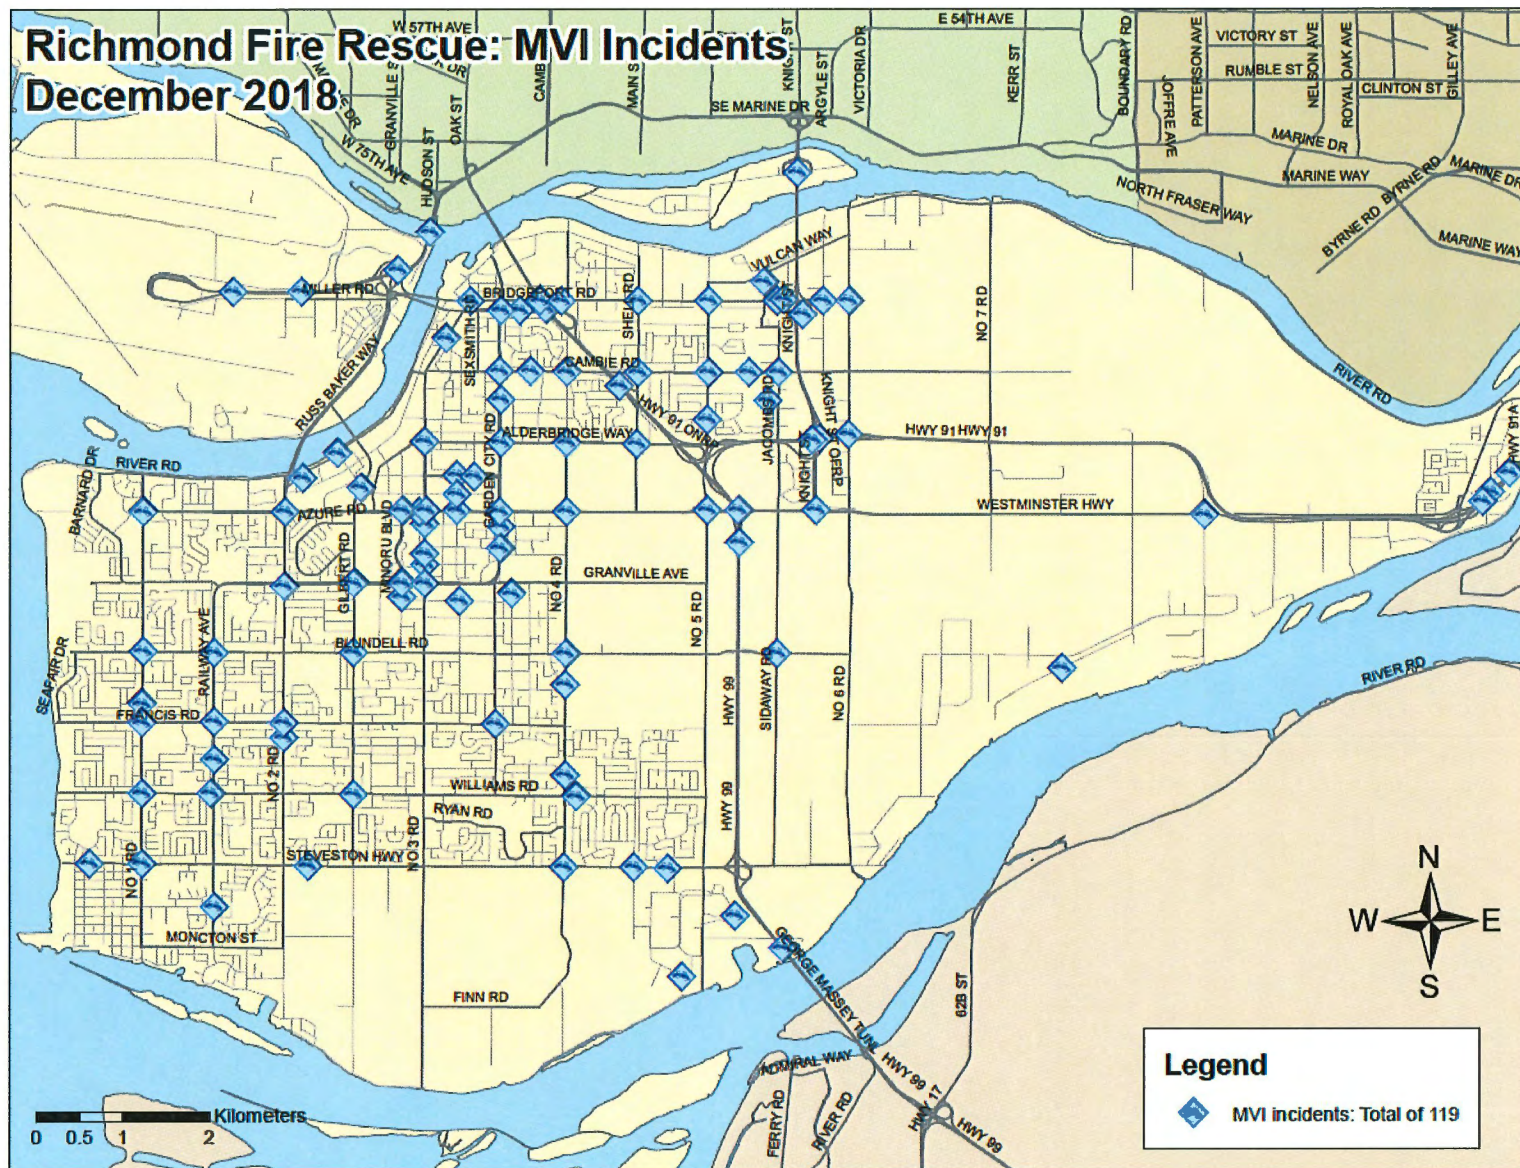 Richmond Fire Rescue: MVI Incidents
December 2018
W 57TH AVE
E 54TH AVE
GRANVILLE S
OAK ST
CAMB
MAIN S
KNIGHT ST
ARGYLE ST
VICTORIA DR
KERR ST
BOUNDARY RD
JOFFRE AVE
PATTERSON AVE
VICTORY ST
RUMBLE ST
NELSON AVE
ROYAL OAK AVE
CLINTON ST
GILLEY AVE
SE MARINE DR
MARINE DR
MARINE WAY
BYRNE RD
BYRNE RD
MARINE DR
MARINE WAY
NORTH FRASER WAY
W 75TH AVE
HUDSON ST
VULCAN WAY
MILLER RD
BRIDGEPORT RD
SEXSMITH RD
SHELL RD
KNIGHT ST
NO 7 RD
RIVER RD
RUSS BAKER WAY
CAMBIE RD
HWY 91 ONRP
JACOMBS RD
KNIGHT ST OFRP
KNIGHT ST
ALDERBRIDGE WAY
GARDEN CITY RD
HWY 91
HWY 91
HWY 91A
RIVER RD
BARNARD DR
AZURE RD
MINORU BLVD
GILBERT RD
WESTMINSTER HWY
NO 4 RD
GRANVILLE AVE
NO 5 RD
RAILWAY AVE
SEAFAIR DR
BLUNDELL RD
HWY 99
SIDAWAY RD
NO 6 RD
RIVER RD
FRANCIS RD
NO 2 RD
WILLIAMS RD
RYAN RD
HWY 99
NO 3 RD
STEVESTON HWY
NO 1 RD
MONCTON ST
FINN RD
GEORGE MASSEY TUNL
62B ST
ADMIRAL WAY
FERRY RD
RIVER RD
HWY 99
HWY 17
HWY 99
N
W
E
S
Legend
MVI incidents: Total of 119
Kilometers
0 0.5 1 2